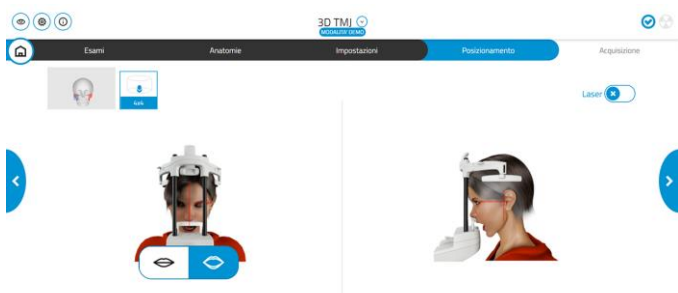 3D TMJ
MODALITA' DEMO
Esami
Anatomie
Impostazioni
Posizionamento
Acquisizione
Laser